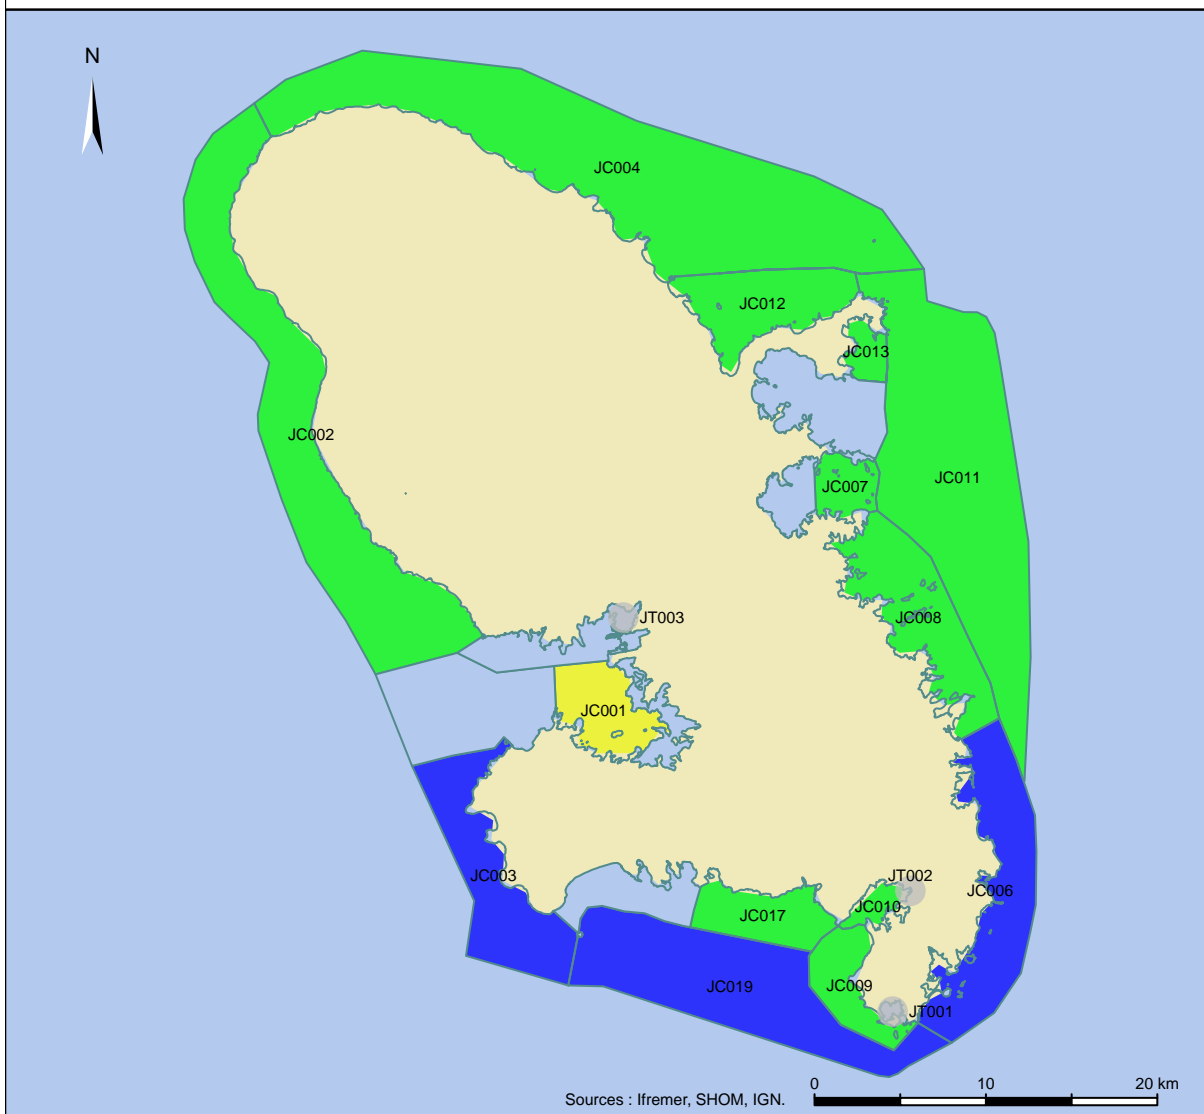 N
JC004
JC012
JC013
JC002
JC011
JC007
JC008
JT003
JC001
JC003
JT002
JC006
JC010
JC017
JC009
JC019
JT001
0 10 20 km
Sources : Ifremer, SHOM, IGN.